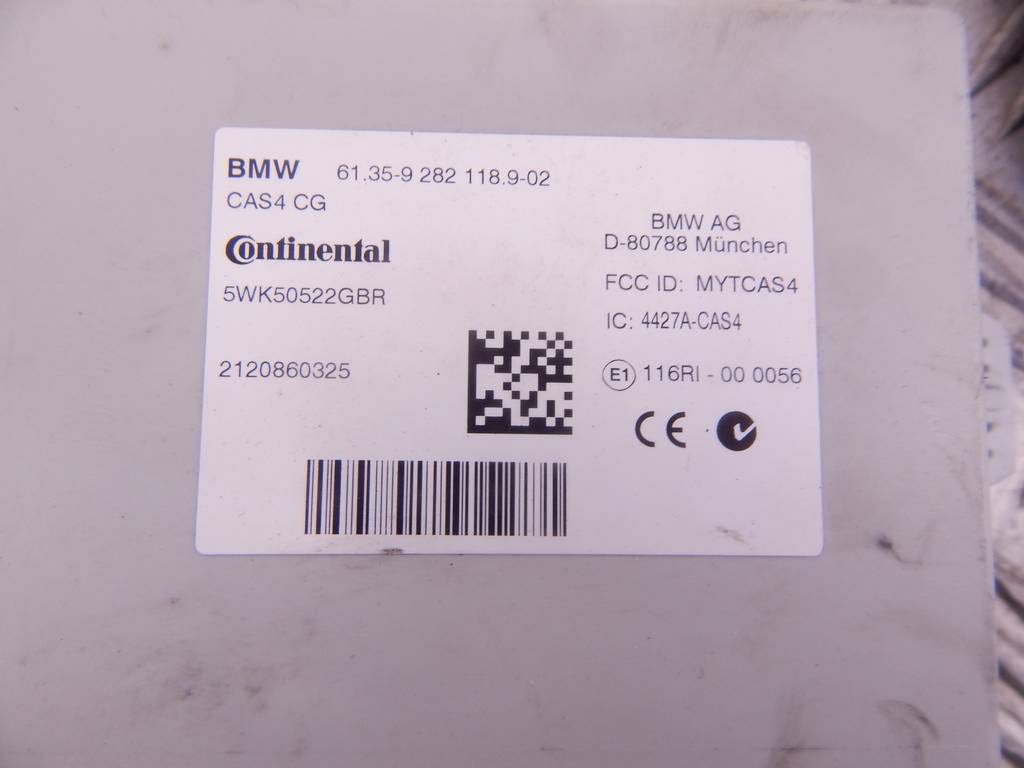 BMW 61.35-9 282 118.9-02
CAS4 CG
Continental
5WK50522GBR
2120860325
BMW AG
D-80788 München
FCC ID: MYTCAS4
IC: 4427A-CAS4
E1 116RI - 00 0056
CE